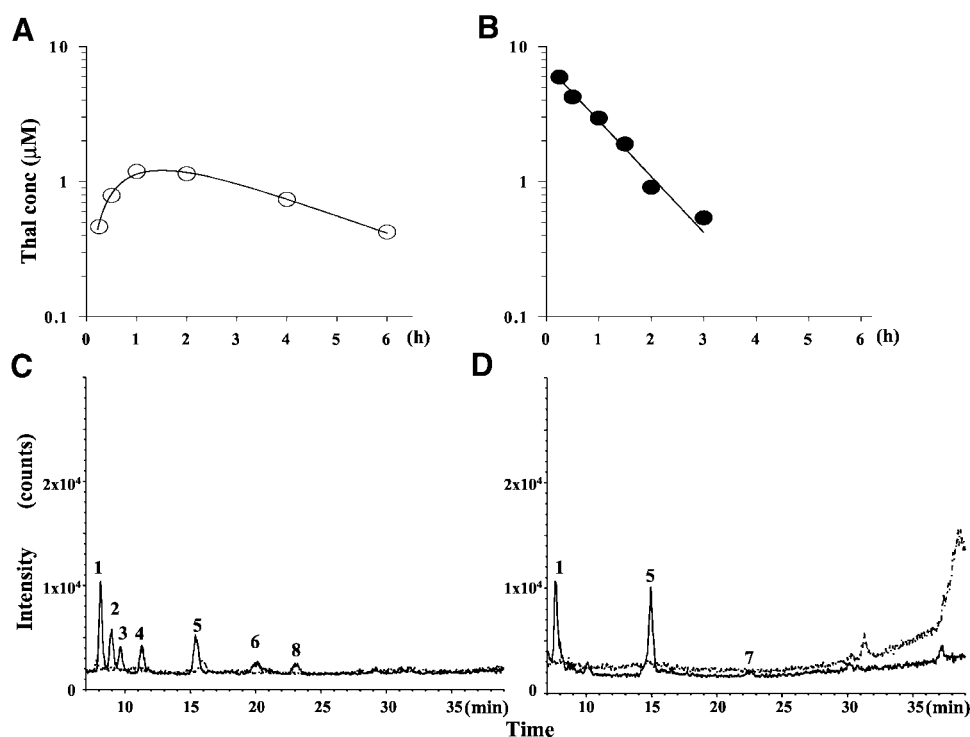 A
B
10
1
0.1
Thal conc (μM)
0 1 2 3 4 5 6 (h)
10
1
0.1
0 1 2 3 4 5 6 (h)
C
D
Intensity (counts)
2x10⁴
1x10⁴
0
1 2 3 4 5 6 8
10 15 20 25 30 35(min)
2x10⁴
1x10⁴
0
1 5 7
10 15 20 25 30 35(min)
Time